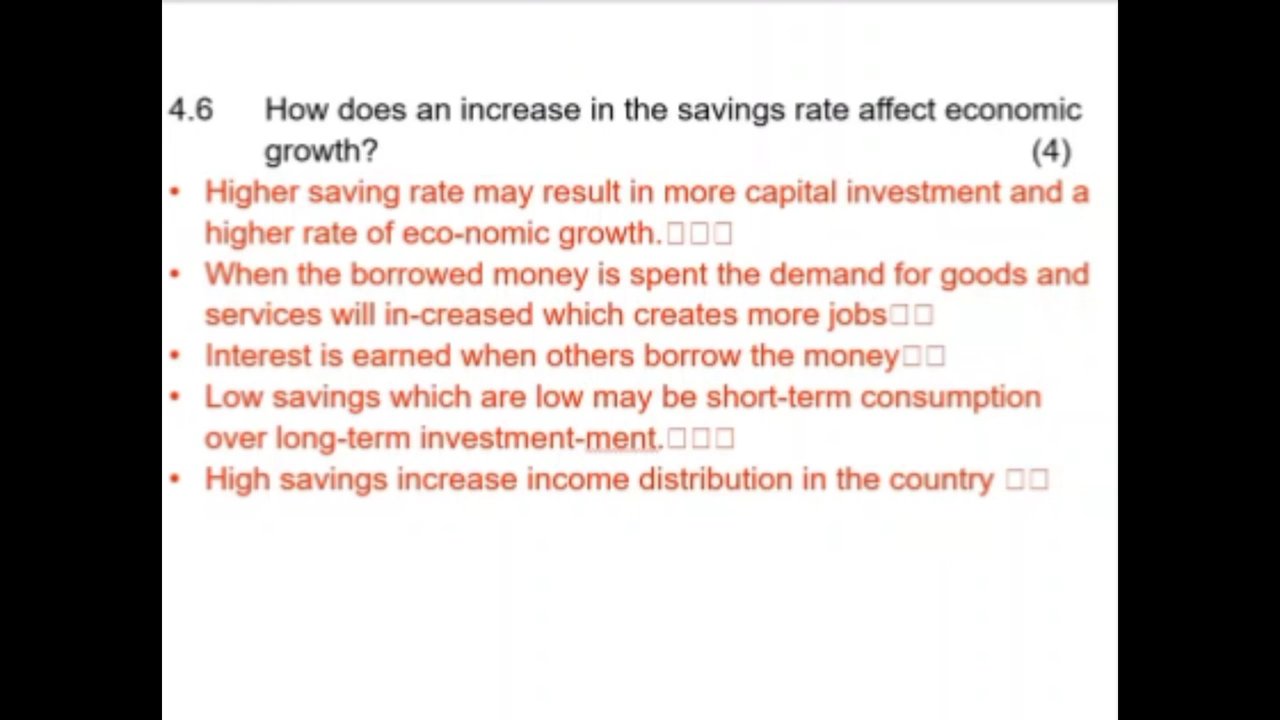 4.6 How does an increase in the savings rate affect economic
growth? (4)
• Higher saving rate may result in more capital investment and a
higher rate of eco-nomic growth.□□□
• When the borrowed money is spent the demand for goods and
services will in-creased which creates more jobs□□
• Interest is earned when others borrow the money□□
• Low savings which are low may be short-term consumption
over long-term investment-ment.□□□
• High savings increase income distribution in the country □□